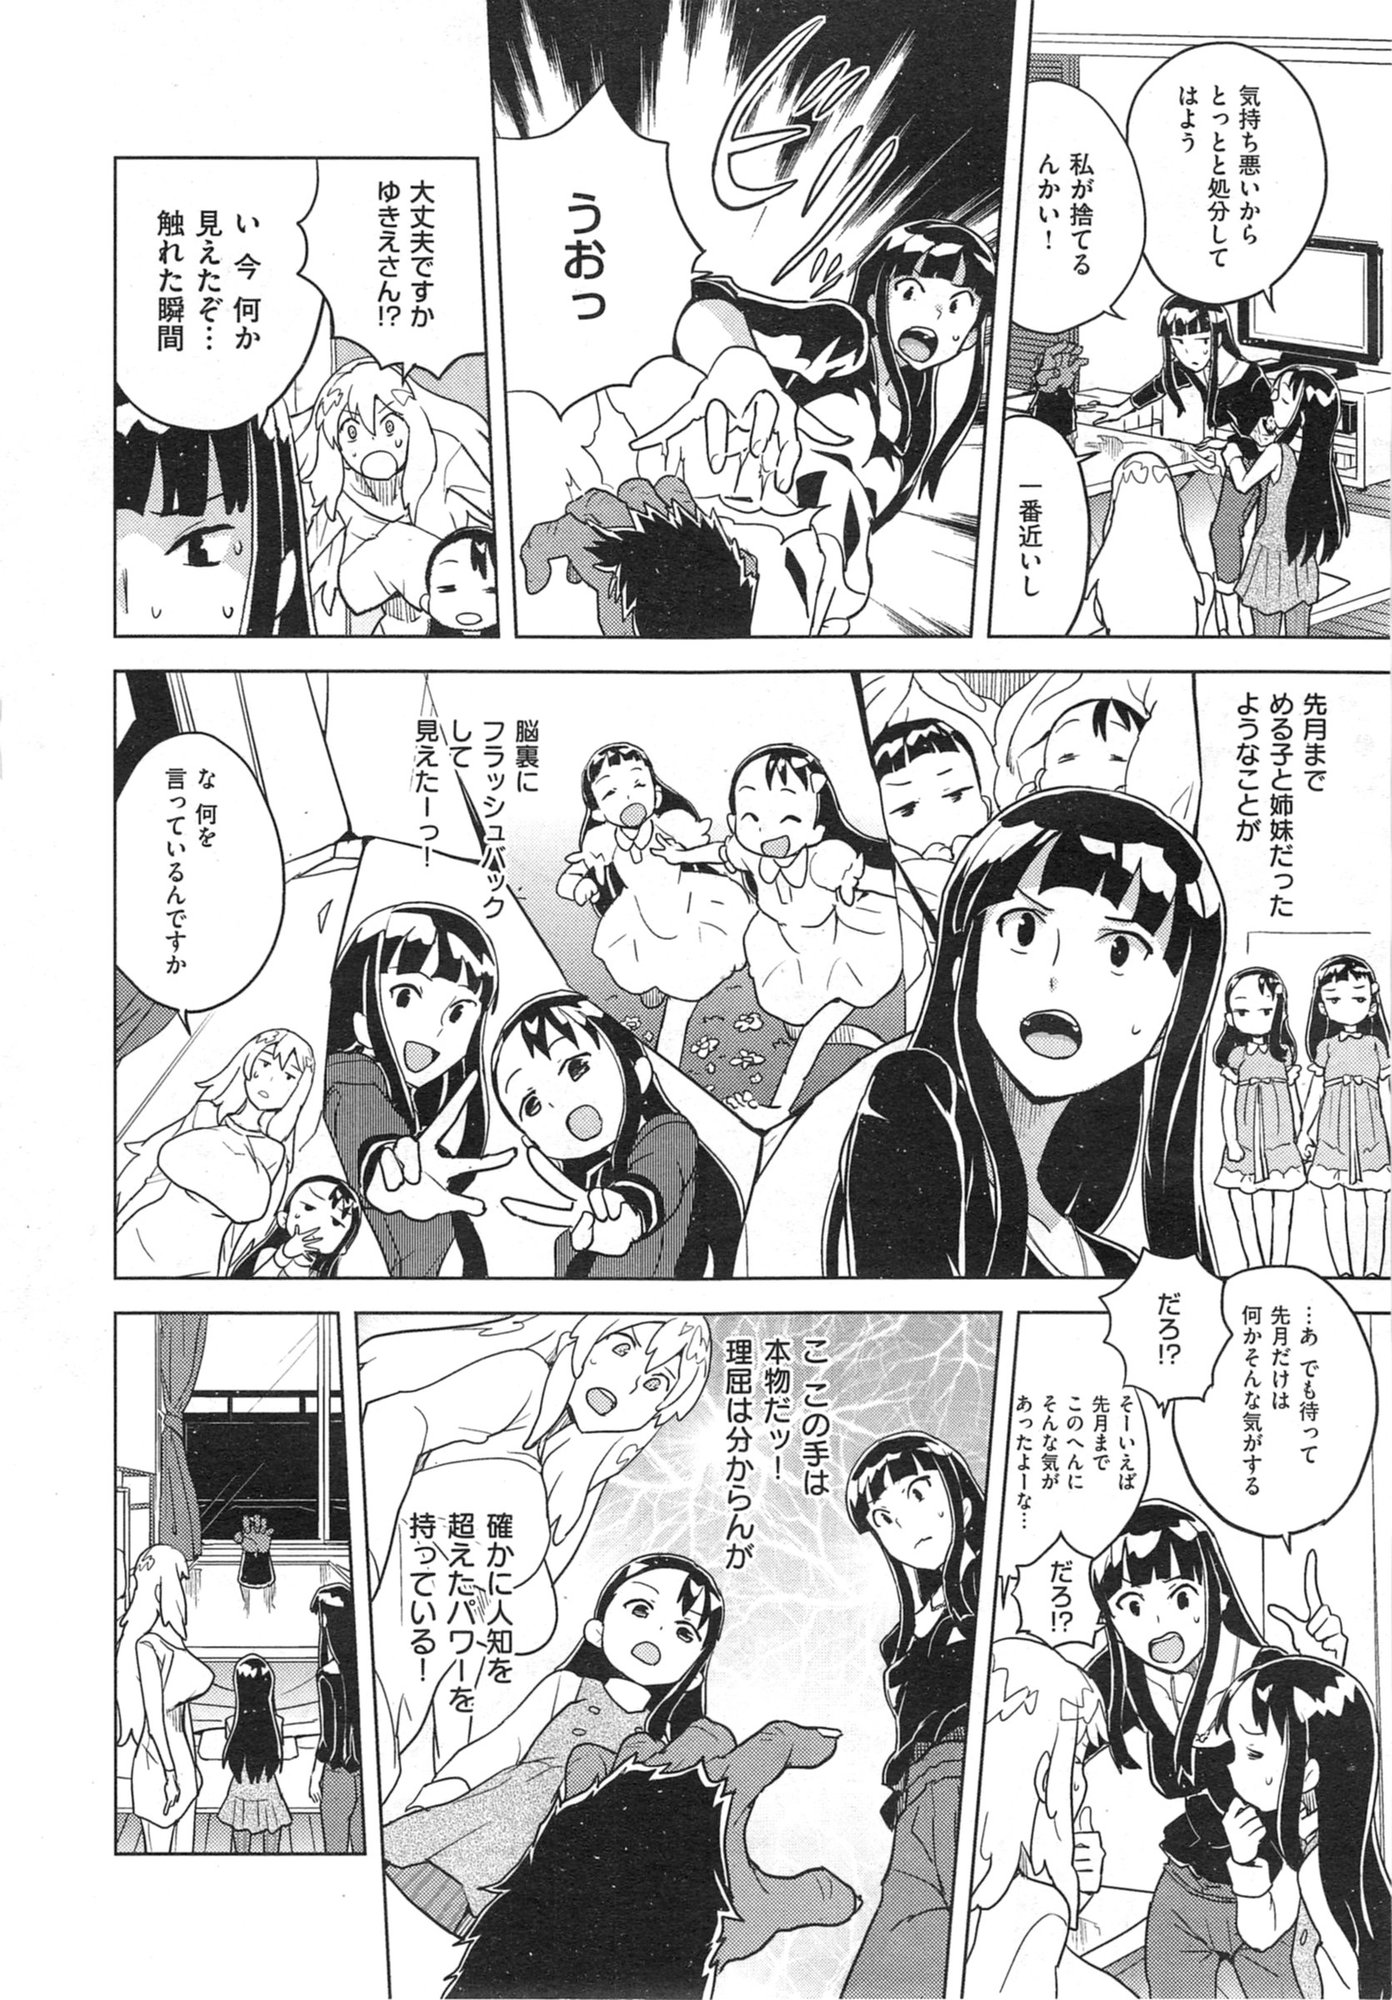 気持ち悪いから
とっとと処分して
はよう
私が捨てる
んかい!
一番近いし
ビビビ
うおっ
大丈夫ですか
ゆきえさん!?
い 今 何か
見えたぞ…
触れた瞬間
先月まで
める子と姉妹だった
ようなことが
脳裏に
フラッシュバック
して
見えたーっ!
な 何を
言っているんですか
…あ でも待って
先月だけは
何かそんな気がする
だろ!?
そーいえば
先月まで
このへんに
そんな気が
あったよーな…
だろ!?
こ この手は
本物だッ!
理屈は分からんが
確かに人知を
超えたパワーを
持っている!